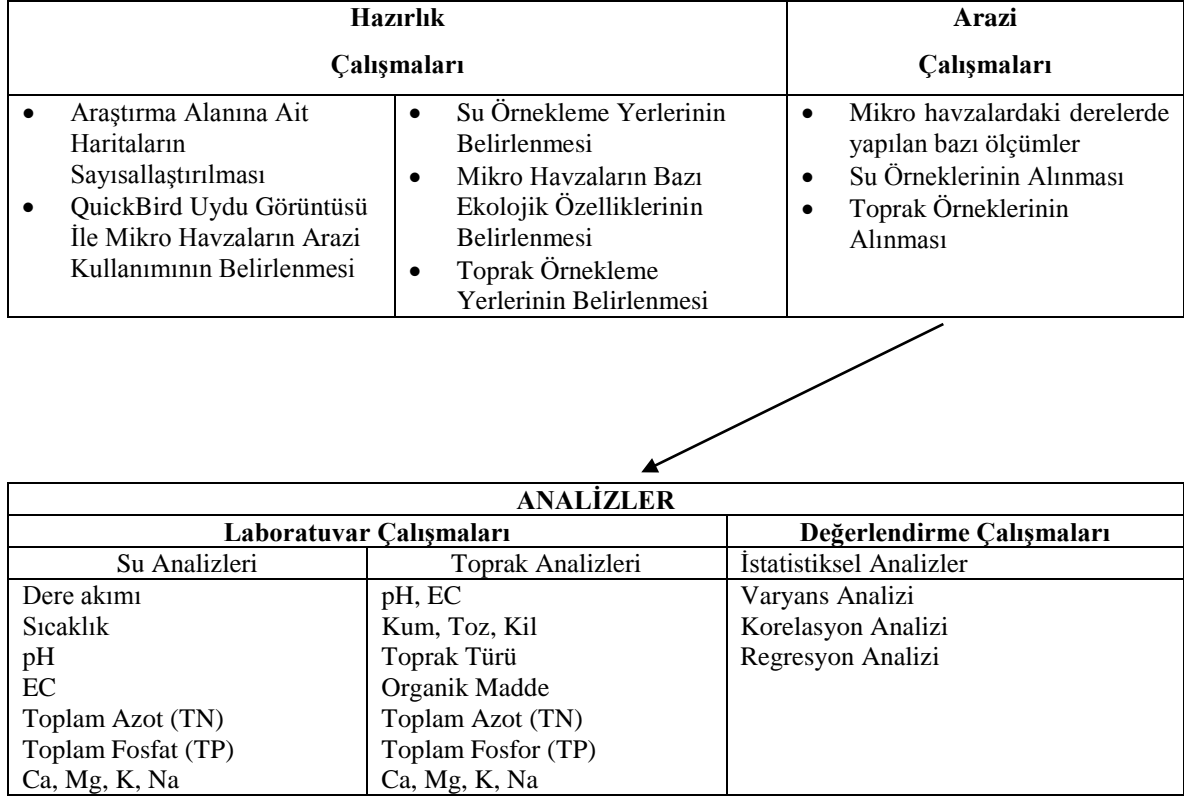 Hazırlık
Çalışmaları
Arazi
Çalışmaları
• Araştırma Alanına Ait
Haritaların
Sayısallaştırılması
• QuickBird Uydu Görüntüsü
İle Mikro Havzaların Arazi
Kullanımının Belirlenmesi
• Su Örnekleme Yerlerinin
Belirlenmesi
• Mikro Havzaların Bazı
Ekolojik Özelliklerinin
Belirlenmesi
• Toprak Örnekleme
Yerlerinin Belirlenmesi
• Mikro havzalardaki derelerde
yapılan bazı ölçümler
• Su Örneklerinin Alınması
• Toprak Örneklerinin
Alınması
ANALİZLER
Laboratuvar Çalışmaları
Değerlendirme Çalışmaları
Su Analizleri
Toprak Analizleri
İstatistiksel Analizler
Dere akımı
Sıcaklık
pH
EC
Toplam Azot (TN)
Toplam Fosfat (TP)
Ca, Mg, K, Na
pH, EC
Kum, Toz, Kil
Toprak Türü
Organik Madde
Toplam Azot (TN)
Toplam Fosfor (TP)
Ca, Mg, K, Na
Varyans Analizi
Korelasyon Analizi
Regresyon Analizi